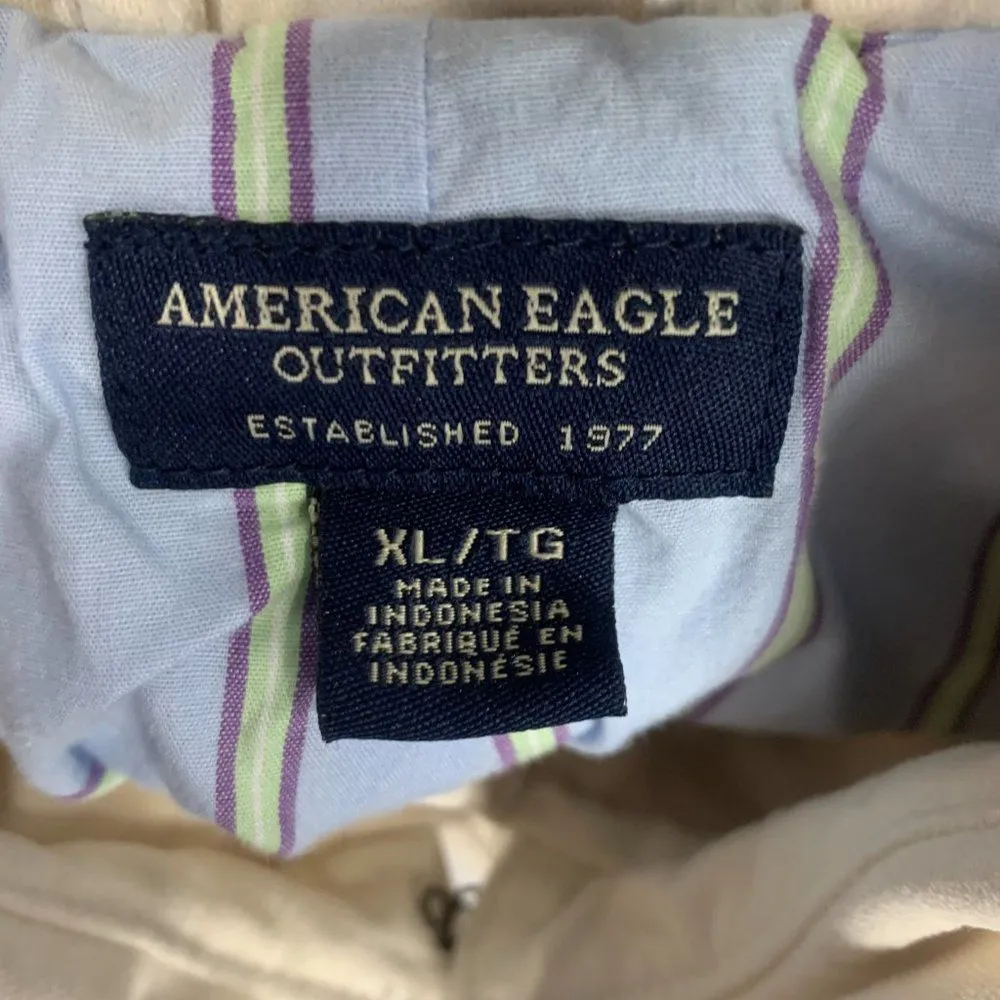 AMERICAN EAGLE
OUTFITTERS
ESTABLISHED 1977
XL/TG
MADE IN
INDONESIA
FABRIQUÉ EN
INDONÉSIE